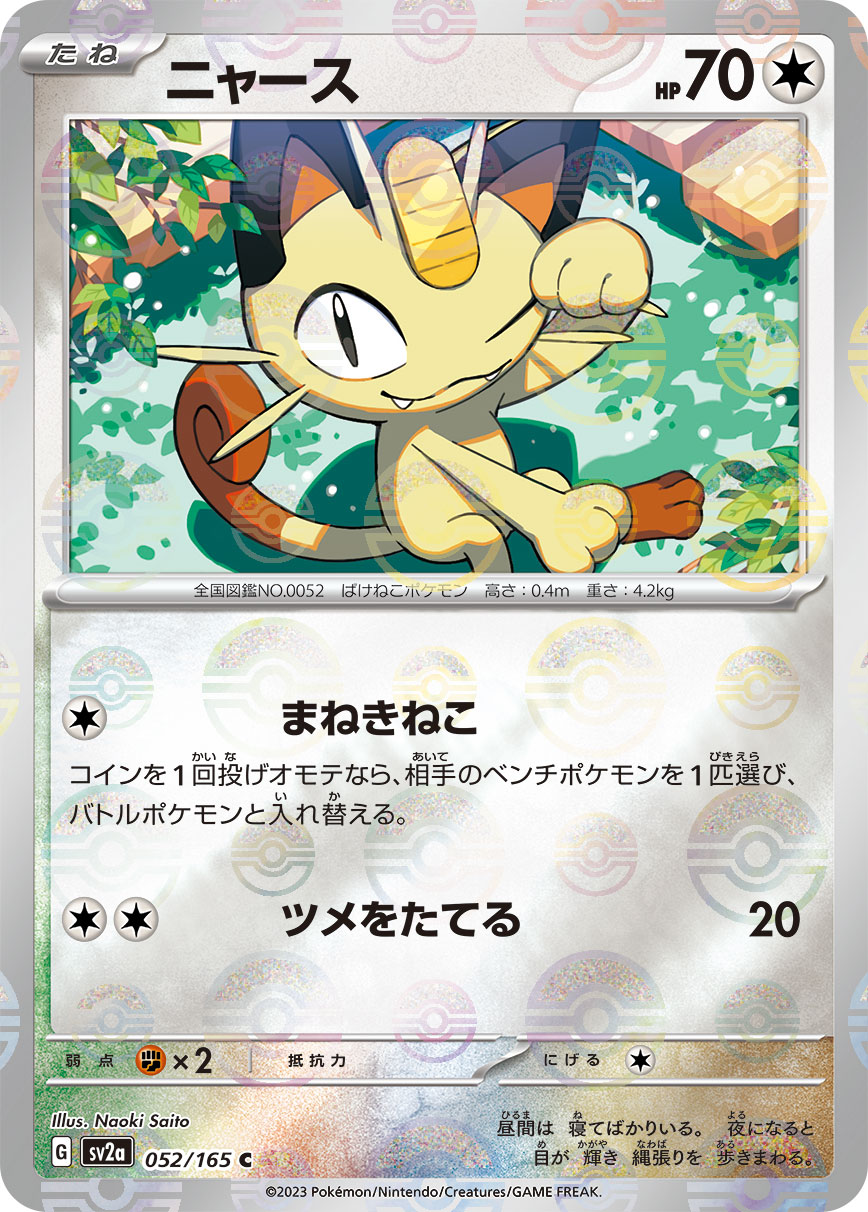 たね ニャース HP70
全国図鑑NO.0052 ばけねこポケモン 高さ:0.4m 重さ:4.2kg
まねきねこ
コインを1回投げオモテなら、相手のベンチポケモンを1匹選び、
バトルポケモンと入れ替える。
ツメをたてる 20
弱点 ×2 抵抗力 にげる
Illus. Naoki Saito
昼間は 寝てばかりいる。 夜になると
目が 輝き 縄張りを 歩きまわる。
G sv2a 052/165 C
©2023 Pokémon/Nintendo/Creatures/GAME FREAK.